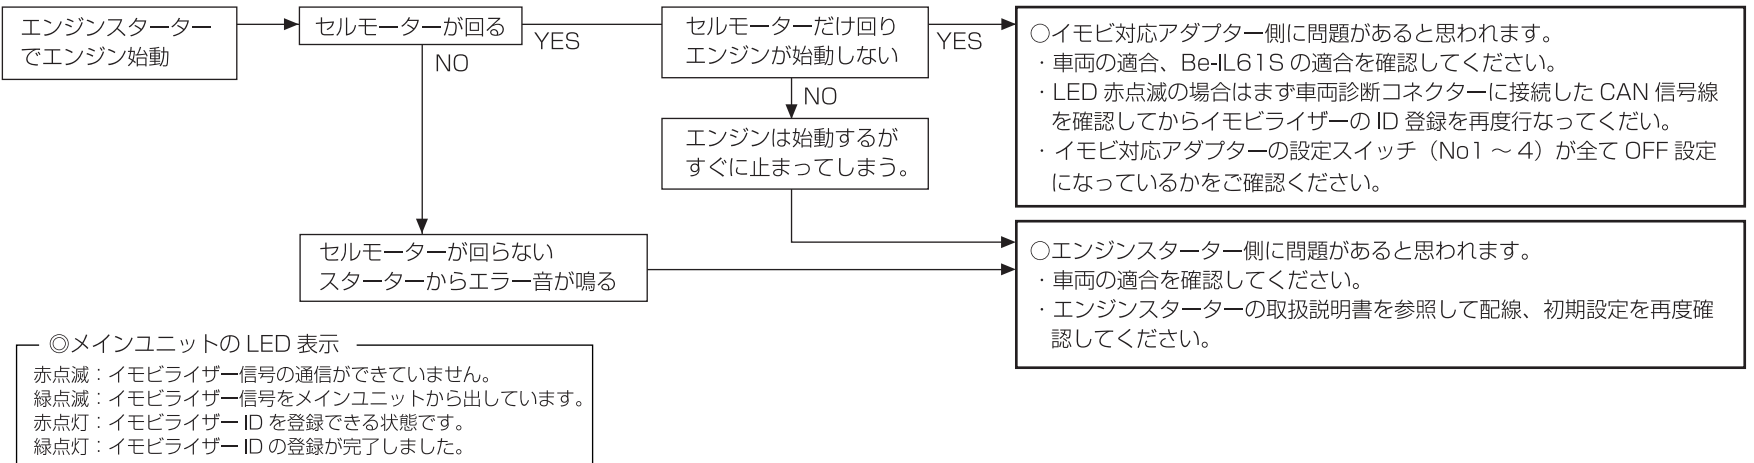 エンジンスターター
でエンジン始動
セルモーターが回る
YES
NO
セルモーターだけ回り
エンジンが始動しない
YES
NO
エンジンは始動するが
すぐに止まってしまう。
セルモーターが回らない
スターターからエラー音が鳴る
○イモビ対応アダプター側に問題があると思われます。
・車両の適合、Be-IL61S の適合を確認してください。
・LED 赤点滅の場合はまず車両診断コネクターに接続した CAN 信号線
を確認してからイモビライザーの ID 登録を再度行なってくだい。
・イモビ対応アダプターの設定スイッチ（No1 ～ 4）が全て OFF 設定
になっているかをご確認ください。
○エンジンスターター側に問題があると思われます。
・車両の適合を確認してください。
・エンジンスターターの取扱説明書を参照して配線、初期設定を再度確
認してください。
◎メインユニットの LED 表示
赤点滅：イモビライザー信号の通信ができていません。
緑点滅：イモビライザー信号をメインユニットから出しています。
赤点灯：イモビライザー ID を登録できる状態です。
緑点灯：イモビライザー ID の登録が完了しました。